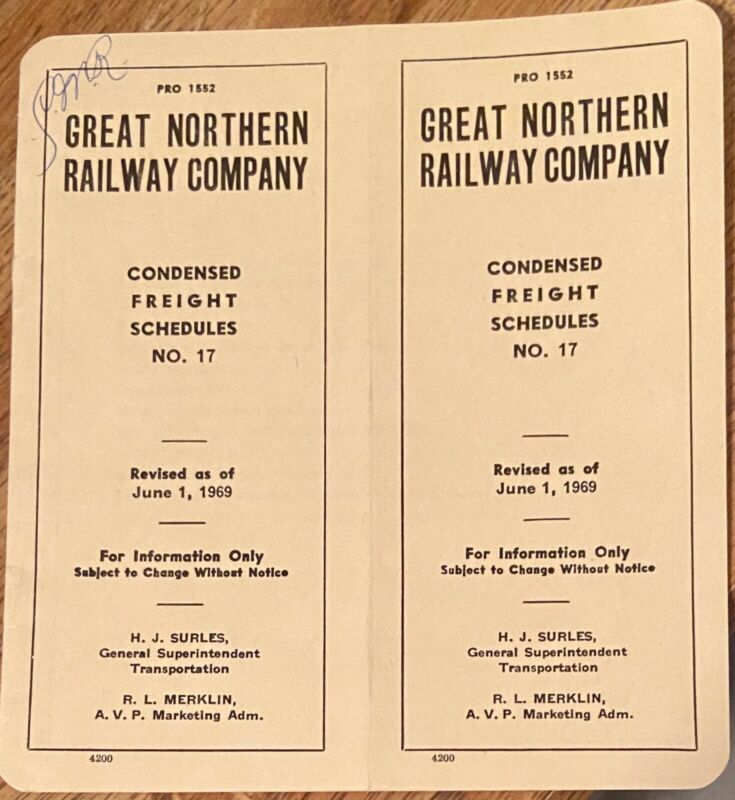 PRO 1552
GREAT NORTHERN
RAILWAY COMPANY
CONDENSED
FREIGHT
SCHEDULES
NO. 17
Revised as of
June 1, 1969
For Information Only
Subject to Change Without Notice
H. J. SURLES,
General Superintendent
Transportation
R. L. MERKLIN,
A. V. P. Marketing Adm.
4200
PRO 1552
GREAT NORTHERN
RAILWAY COMPANY
CONDENSED
FREIGHT
SCHEDULES
NO. 17
Revised as of
June 1, 1969
For Information Only
Subject to Change Without Notice
H. J. SURLES,
General Superintendent
Transportation
R. L. MERKLIN,
A. V. P. Marketing Adm.
4200